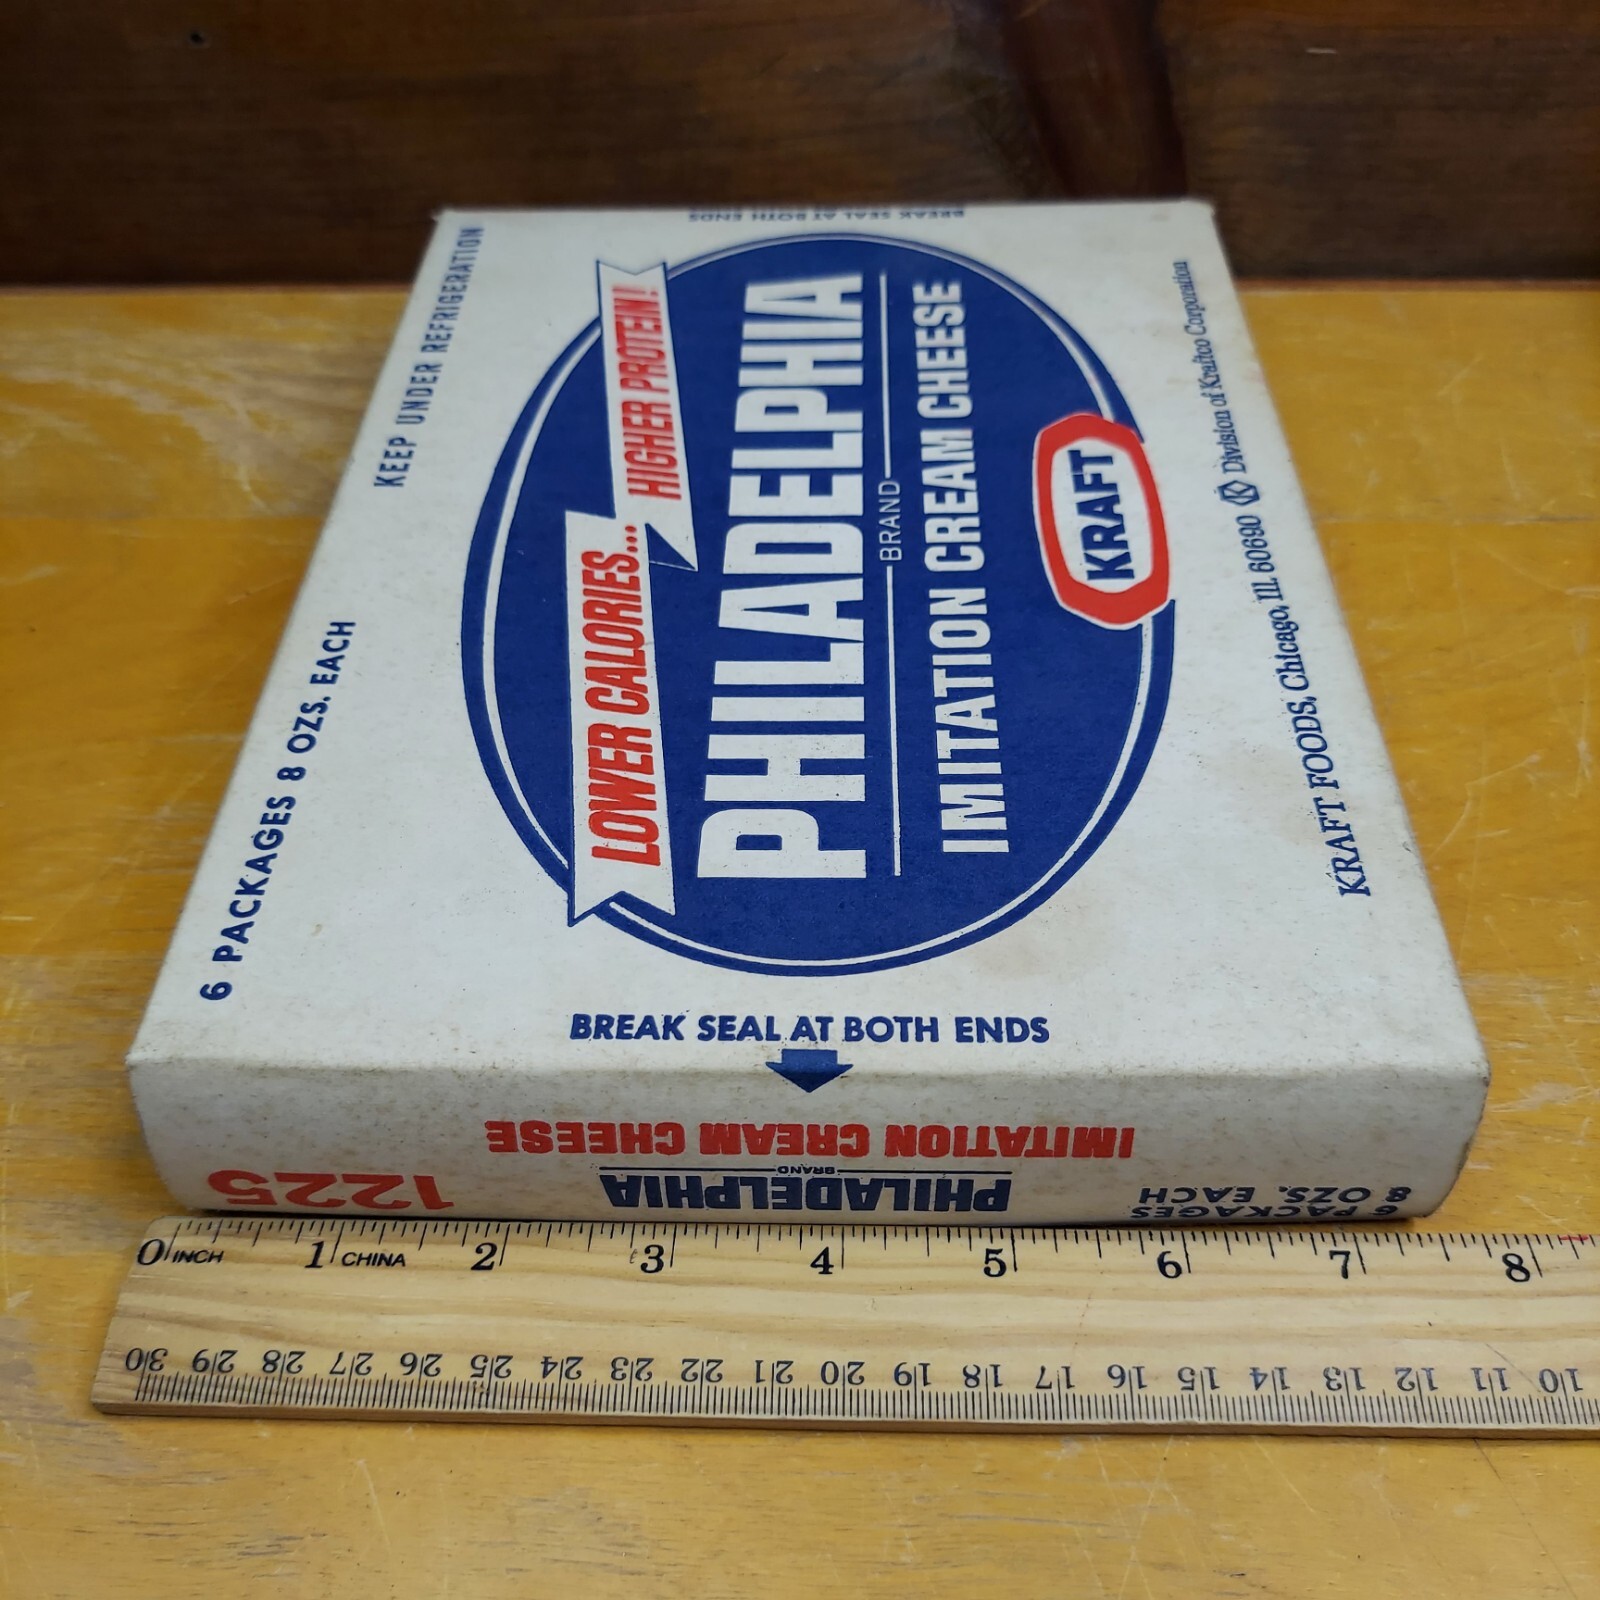 KEEP UNDER REFRIGERATION
6 PACKAGES 8 OZS. EACH
BREAK SEAL AT BOTH ENDS
LOWER CALORIES... HIGHER PROTEIN!
PHILADELPHIA
BRAND
IMITATION CREAM CHEESE
KRAFT
KRAFT FOODS, Chicago, Ill. 60690 K Division of Kraftco Corporation
BREAK SEAL AT BOTH ENDS
6 PACKAGES
8 OZS. EACH
PHILADELPHIA
BRAND
IMITATION CREAM CHEESE
1225
0 INCH 1 CHINA 2 3 4 5 6 7 8
30 29 28 27 26 25 24 23 22 21 20 19 18 17 16 15 14 13 12 11 10